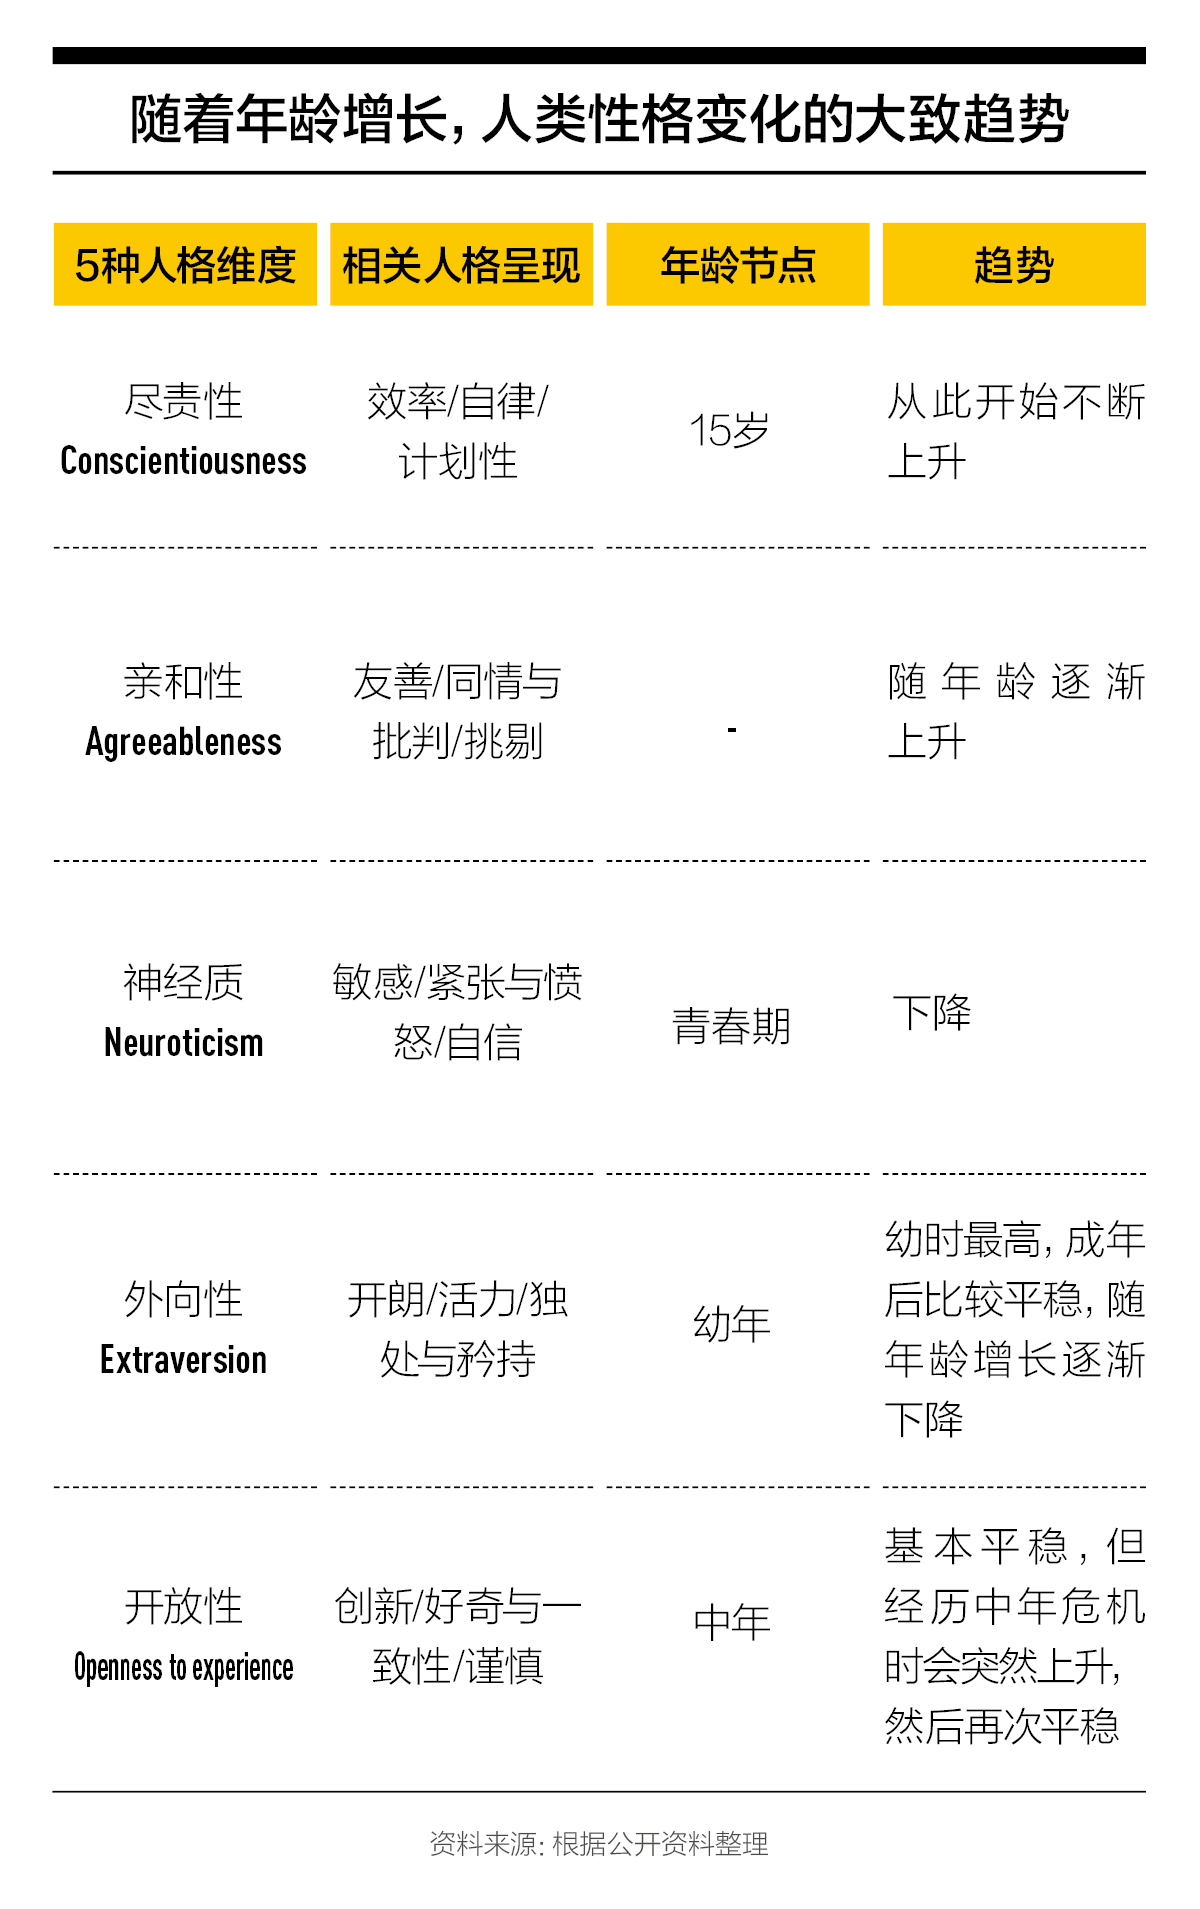 随着年龄增长，人类性格变化的大致趋势
5种人格维度 相关人格呈现 年龄节点 趋势
尽责性
Conscientiousness
效率/自律/
计划性
15岁
从此开始不断
上升
亲和性
Agreeableness
友善/同情与
批判/挑剔
-
随年龄逐渐
上升
神经质
Neuroticism
敏感/紧张与愤
怒/自信
青春期
下降
外向性
Extraversion
开朗/活力/独
处与矜持
幼年
幼时最高，成年
后比较平稳，随
年龄增长逐渐
下降
开放性
Openness to experience
创新/好奇与一
致性/谨慎
中年
基本平稳，但
经历中年危机
时会突然上升，
然后再次平稳
资料来源：根据公开资料整理